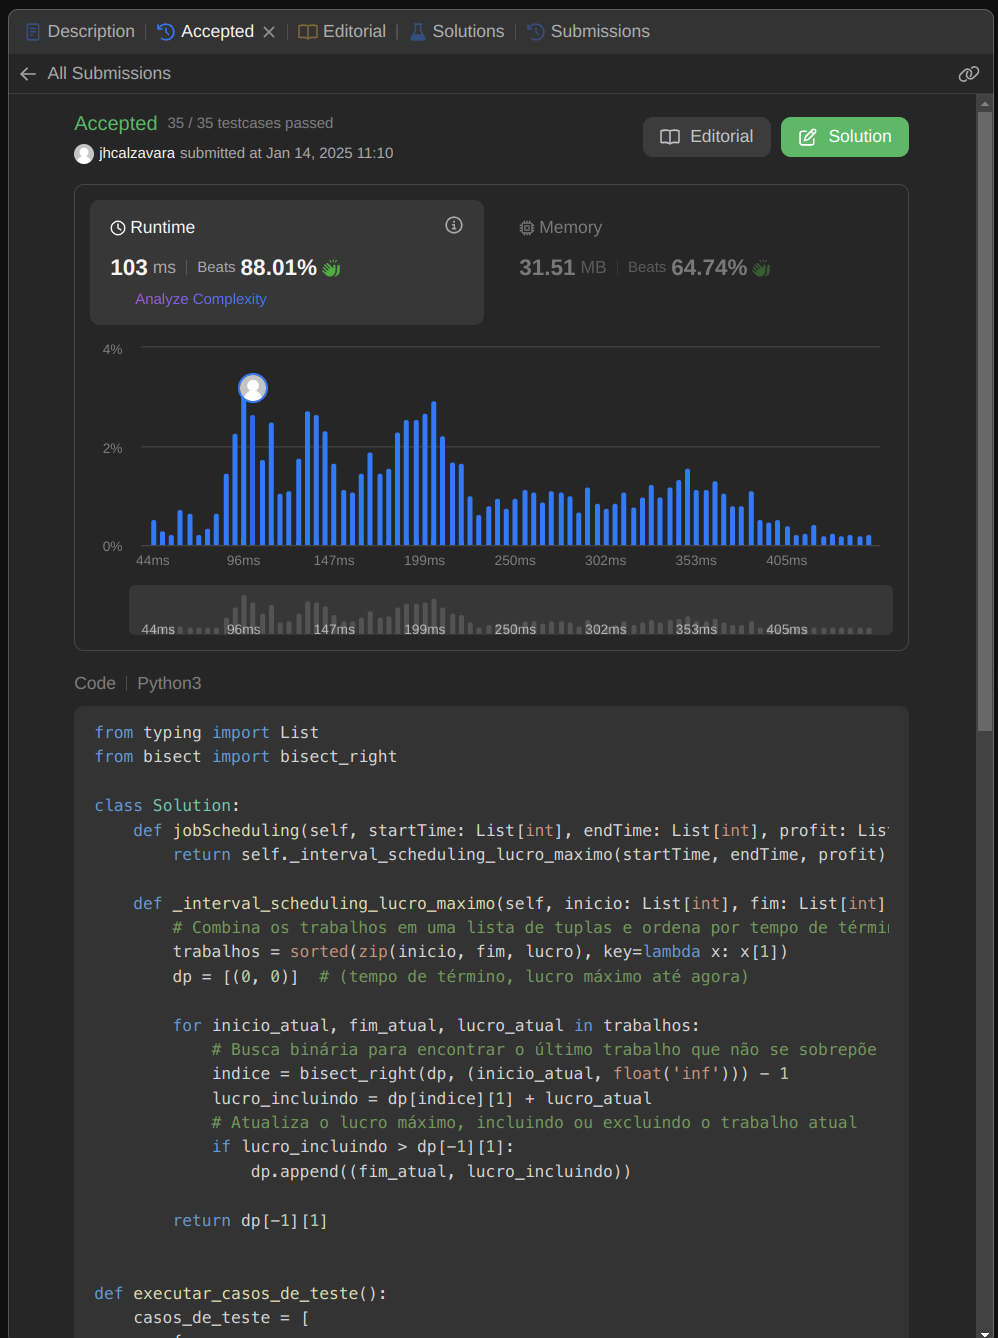 Description | Accepted | Editorial | Solutions | Submissions
All Submissions
Accepted 35 / 35 testcases passed
jhcalzavara submitted at Jan 14, 2025 11:10
Editorial
Solution
Runtime
103 ms | Beats 88.01%
Analyze Complexity
Memory
31.51 MB | Beats 64.74%
4%
2%
0%
44ms 96ms 147ms 199ms 250ms 302ms 353ms 405ms
44ms 96ms 147ms 199ms 250ms 302ms 353ms 405ms
Code | Python3
from typing import List
from bisect import bisect_right
class Solution:
    def jobScheduling(self, startTime: List[int], endTime: List[int], profit: Lis
        return self._interval_scheduling_lucro_maximo(startTime, endTime, profit)
    def _interval_scheduling_lucro_maximo(self, inicio: List[int], fim: List[int]
        # Combina os trabalhos em uma lista de tuplas e ordena por tempo de térmi
        trabalhos = sorted(zip(inicio, fim, lucro), key=lambda x: x[1])
        dp = [(0, 0)]  # (tempo de término, lucro máximo até agora)
        for inicio_atual, fim_atual, lucro_atual in trabalhos:
            # Busca binária para encontrar o último trabalho que não se sobrepõe
            indice = bisect_right(dp, (inicio_atual, float('inf'))) - 1
            lucro_incluindo = dp[indice][1] + lucro_atual
            # Atualiza o lucro máximo, incluindo ou excluindo o trabalho atual
            if lucro_incluindo > dp[-1][1]:
                dp.append((fim_atual, lucro_incluindo))
        return dp[-1][1]
def executar_casos_de_teste():
    casos_de_teste = [